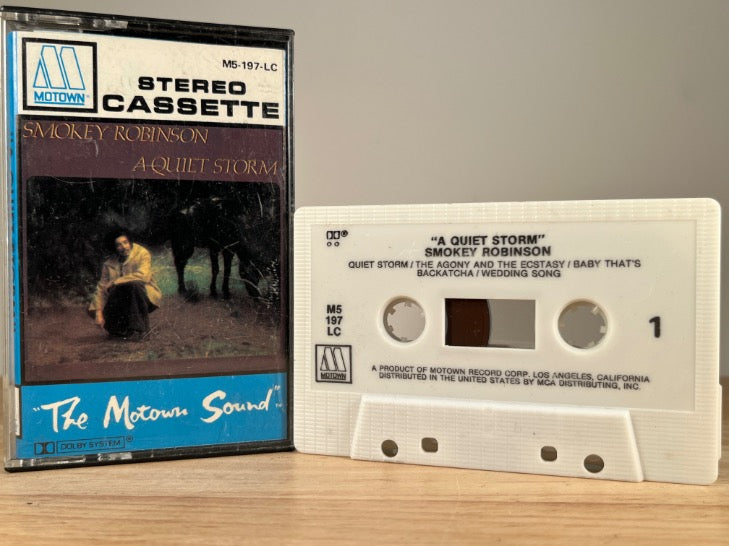 MOTOWN®
M5-197-LC
STEREO
CASSETTE
SMOKEY ROBINSON
A QUIET STORM
"The Motown Sound"™
DOLBY SYSTEM®
"A QUIET STORM"
SMOKEY ROBINSON
QUIET STORM / THE AGONY AND THE ECSTASY / BABY THAT'S
BACKATCHA / WEDDING SONG
M5
197
LC
1
MOTOWN
A PRODUCT OF MOTOWN RECORD CORP. LOS ANGELES, CALIFORNIA
DISTRIBUTED IN THE UNITED STATES BY MCA DISTRIBUTING, INC.